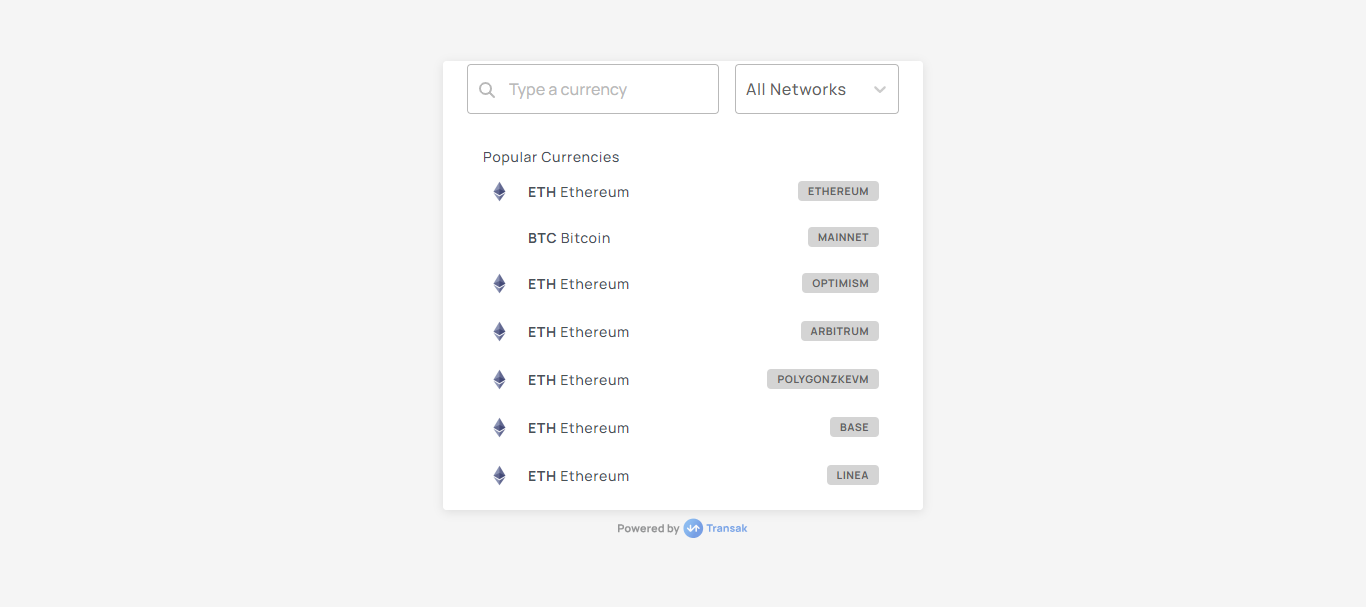 Type a currency
All Networks
Popular Currencies
ETH Ethereum ETHEREUM
BTC Bitcoin MAINNET
ETH Ethereum OPTIMISM
ETH Ethereum ARBITRUM
ETH Ethereum POLYGONZKEVM
ETH Ethereum BASE
ETH Ethereum LINEA
Powered by Transak